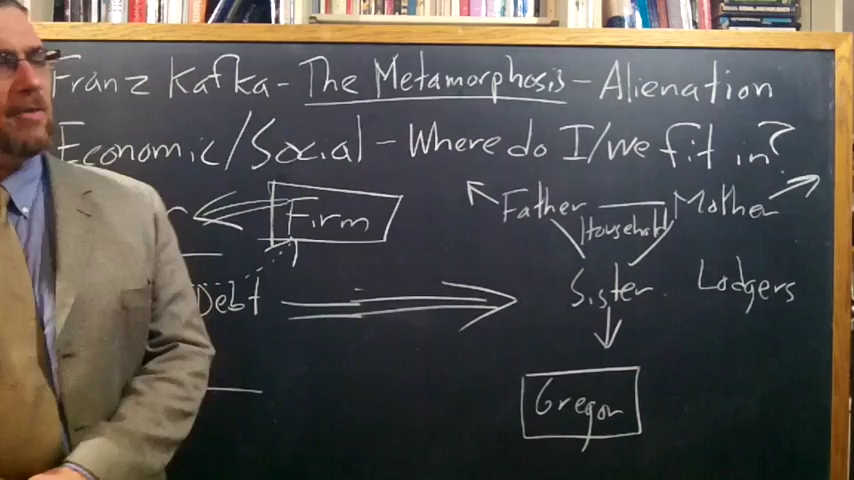 Franz Kafka - The Metamorphosis - Alienation
Economic/Social - Where do I/we fit in?
Firm
Father Mother
Household
Debt
Sister Lodgers
Gregor